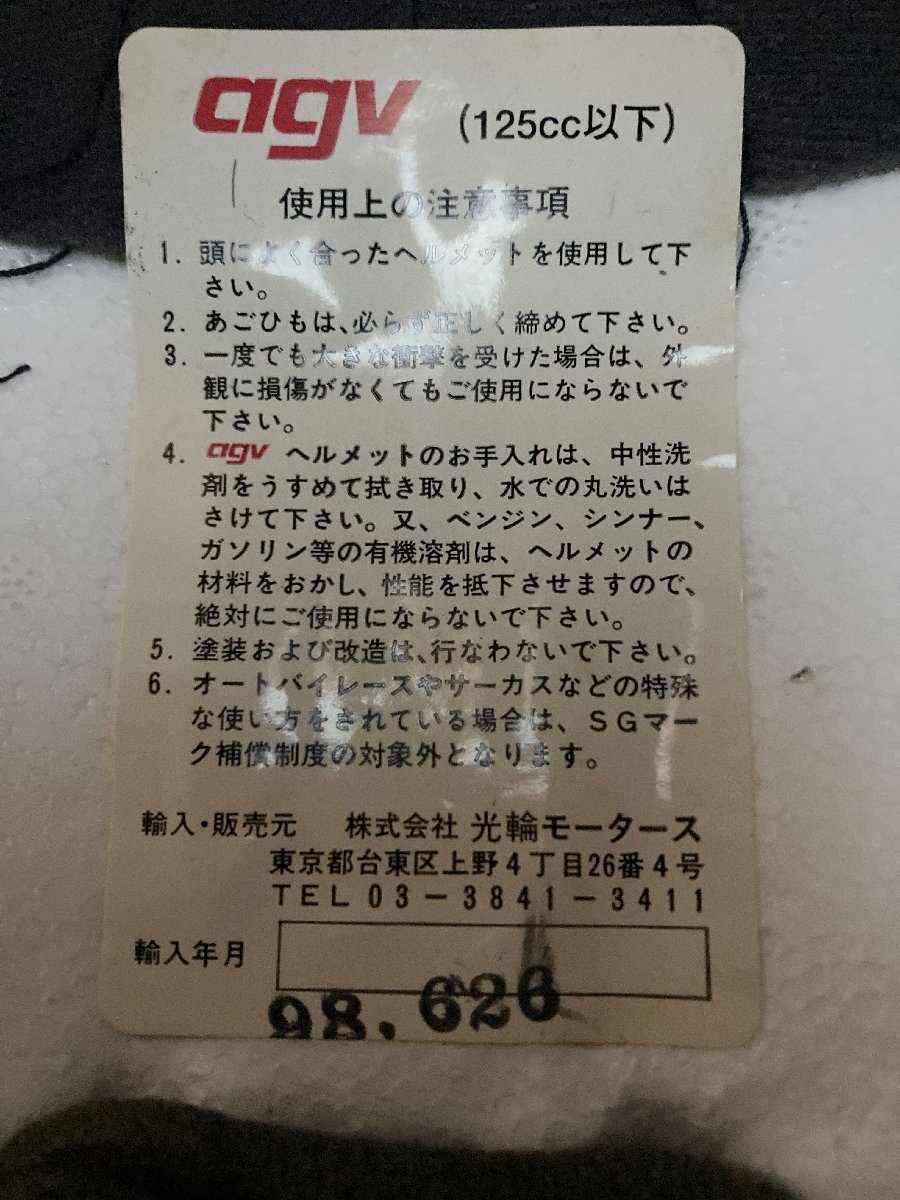 agv (125cc以下)
使用上の注意事項
1. 頭によく合ったヘルメットを使用して下
さい。
2. あごひもは、必らず正しく締めて下さい。
3. 一度でも大きな衝撃を受けた場合は、外
観に損傷がなくてもご使用にならないで
下さい。
4. agv ヘルメットのお手入れは、中性洗
剤をうすめて拭き取り、水での丸洗いは
さけて下さい。又、ベンジン、シンナー、
ガソリン等の有機溶剤は、ヘルメットの
材料をおかし、性能を抵下させますので、
絶対にご使用にならないで下さい。
5. 塗装および改造は、行なわないで下さい。
6. オートバイレースやサーカスなどの特殊
な使い方をされている場合は、SGマー
ク補償制度の対象外となります。
輸入・販売元 株式会社 光輪モータース
東京都台東区上野4丁目26番4号
TEL 03-3841-3411
輸入年月
98.626